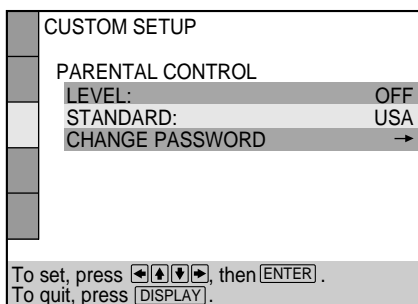 CUSTOM SETUP
PARENTAL CONTROL
LEVEL: OFF
STANDARD: USA
CHANGE PASSWORD →
To set, press ←↑↓→, then ENTER .
To quit, press DISPLAY .